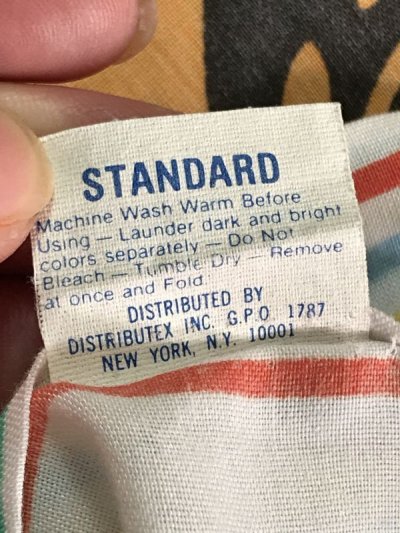 STANDARD
Machine Wash Warm Before
Using — Launder dark and bright
colors separately — Do Not
Bleach — Tumble Dry — Remove
at once and Fold.
DISTRIBUTED BY
DISTRIBUTEX INC. G.P.O 1787
NEW YORK, N.Y. 10001